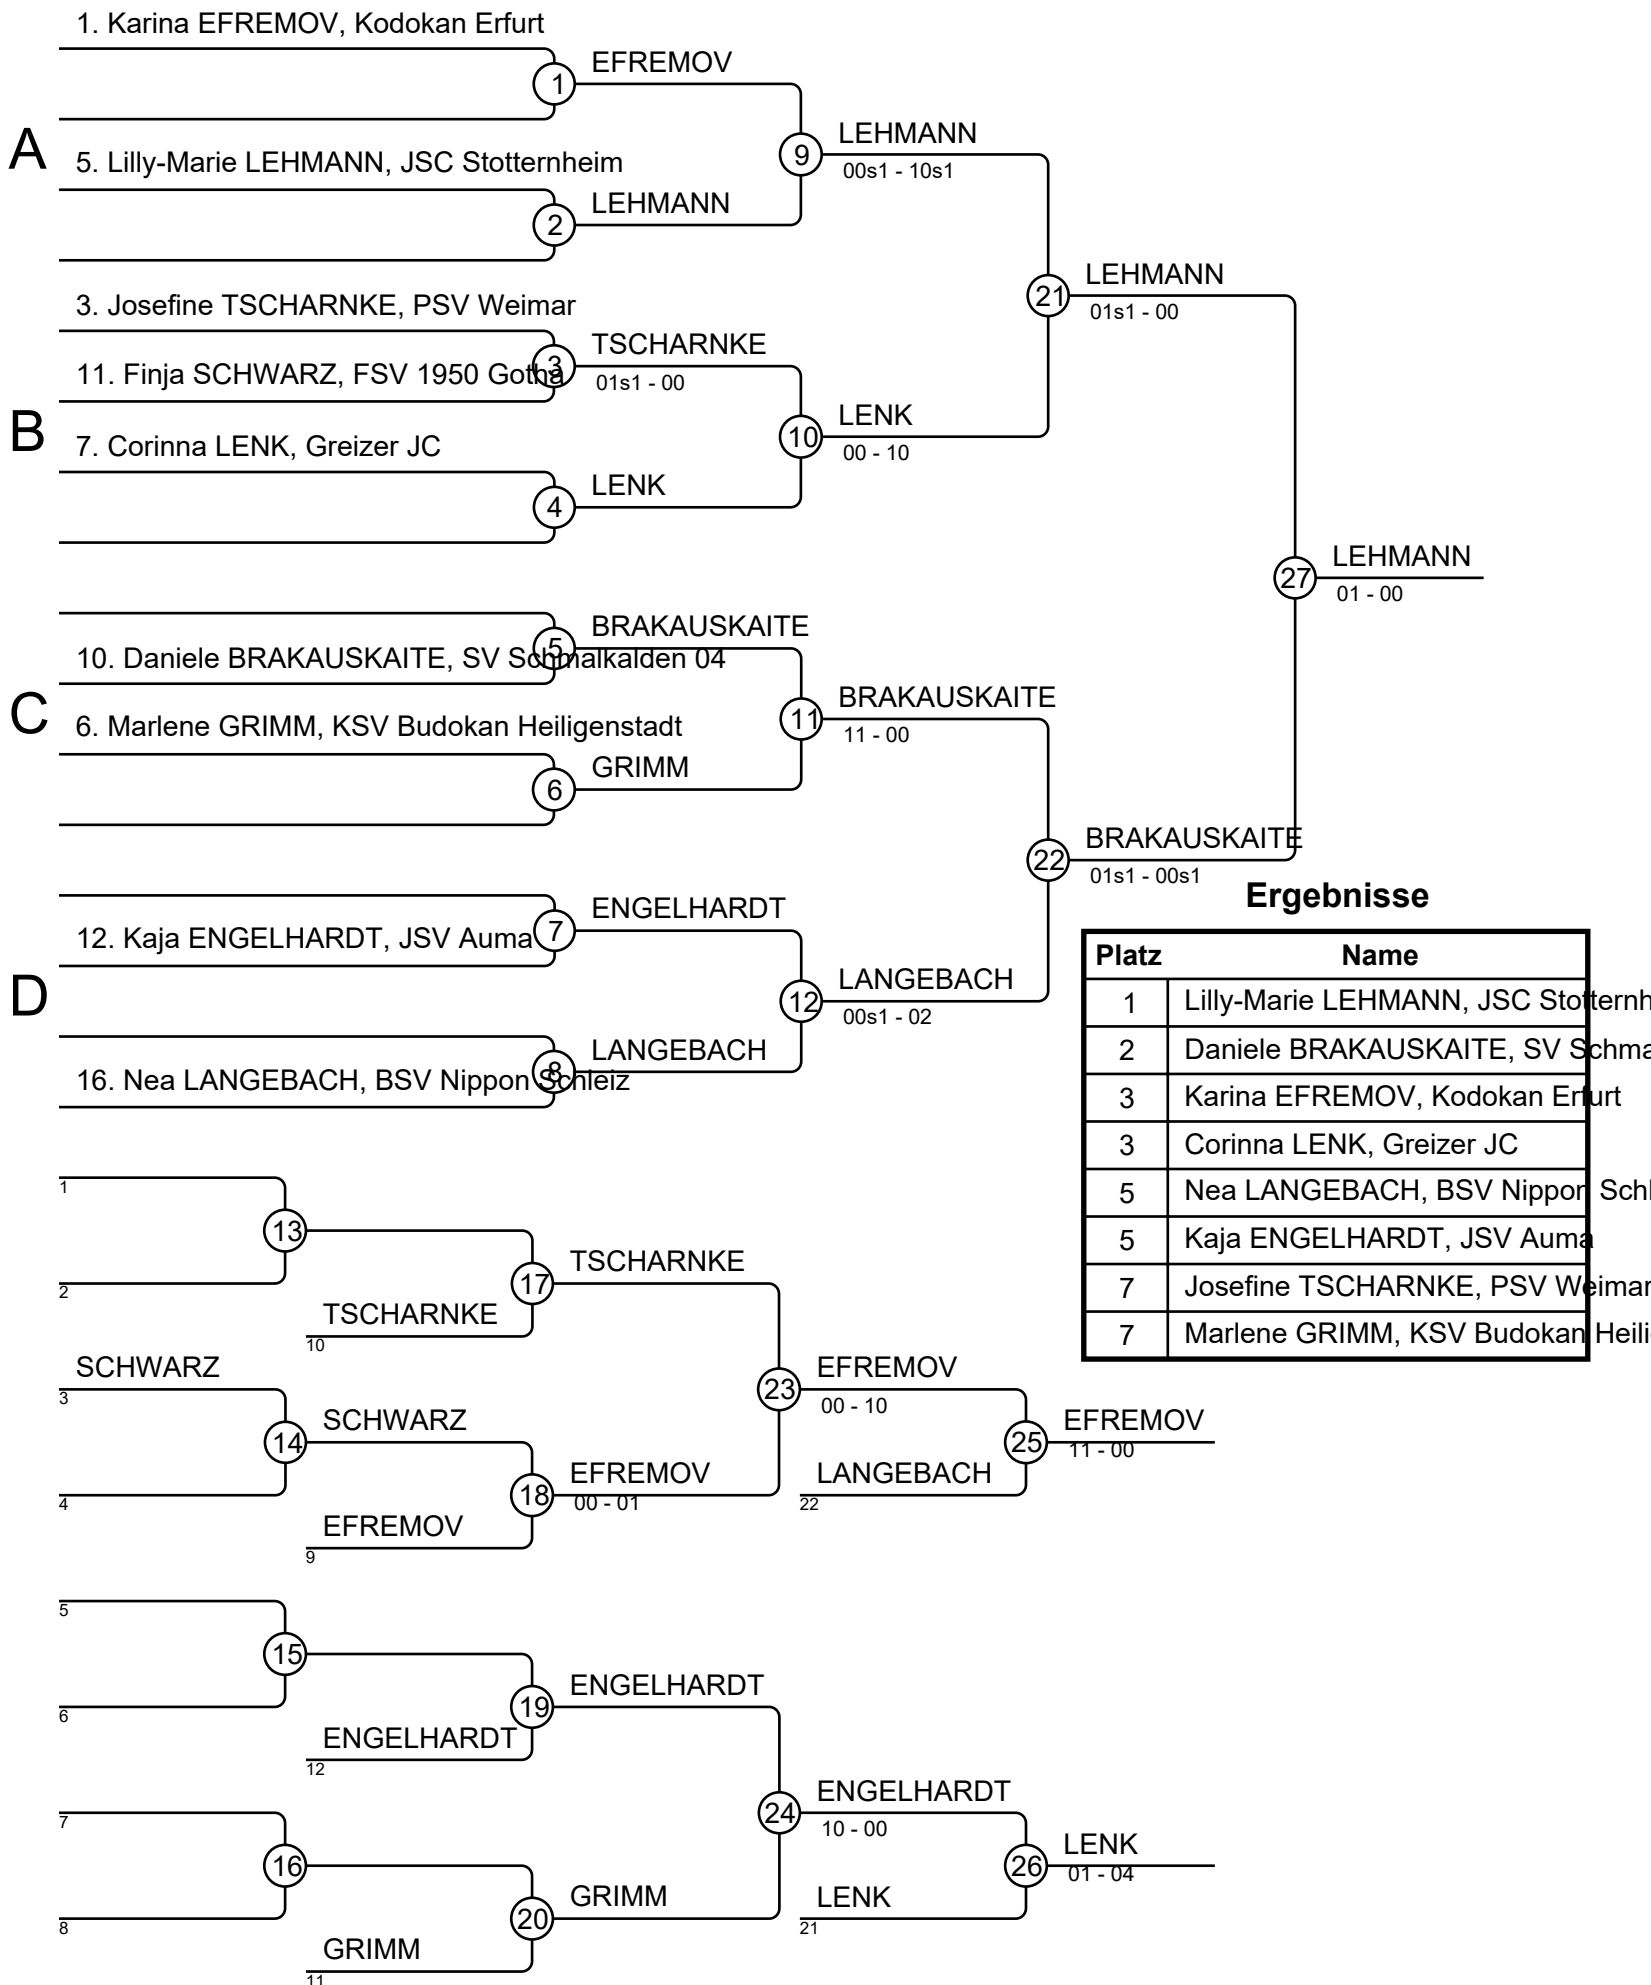 1. Karina EFREMOV, Kodokan Erfurt
EFREMOV
1
LEHMANN
A
9
00s1 - 10s1
5. Lilly-Marie LEHMANN, JSC Stotternheim
LEHMANN
2
LEHMANN
21
01s1 - 00
3. Josefine TSCHARNKE, PSV Weimar
TSCHARNKE
3
11. Finja SCHWARZ, FSV 1950 Gotha
01s1 - 00
LENK
B
10
7. Corinna LENK, Greizer JC
00 - 10
LENK
4
LEHMANN
27
01 - 00
BRAKAUSKAITE
5
10. Daniele BRAKAUSKAITE, SV Schmalkalden 04
BRAKAUSKAITE
C
11
6. Marlene GRIMM, KSV Budokan Heiligenstadt
11 - 00
GRIMM
6
BRAKAUSKAITE
22
01s1 - 00s1
ENGELHARDT
7
12. Kaja ENGELHARDT, JSV Auma
LANGEBACH
D
12
00s1 - 02
LANGEBACH
8
16. Nea LANGEBACH, BSV Nippon Schleiz
Ergebnisse
Platz Name
1 Lilly-Marie LEHMANN, JSC Stotternh
2 Daniele BRAKAUSKAITE, SV Schma
3 Karina EFREMOV, Kodokan Erfurt
3 Corinna LENK, Greizer JC
5 Nea LANGEBACH, BSV Nippon Schl
5 Kaja ENGELHARDT, JSV Auma
7 Josefine TSCHARNKE, PSV Weimar
7 Marlene GRIMM, KSV Budokan Heili
1
13
2
TSCHARNKE
17
TSCHARNKE
10
SCHWARZ
3
EFREMOV
23
00 - 10
SCHWARZ
14
EFREMOV
25
11 - 00
4
EFREMOV
18
00 - 01
LANGEBACH
22
EFREMOV
9
5
15
6
ENGELHARDT
19
ENGELHARDT
12
7
ENGELHARDT
24
10 - 00
16
LENK
26
01 - 04
8
GRIMM
20
LENK
21
GRIMM
11